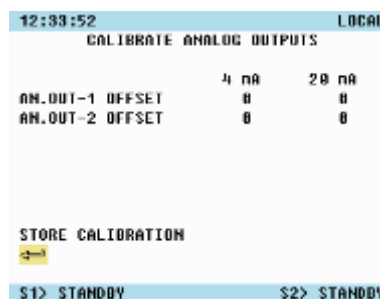 12:33:52 LOCAL
CALIBRATE ANALOG OUTPUTS
4 mA 20 mA
AN.OUT-1 OFFSET 0 0
AN.OUT-2 OFFSET 0 0
STORE CALIBRATION
S1> STANDBY S2> STANDBY